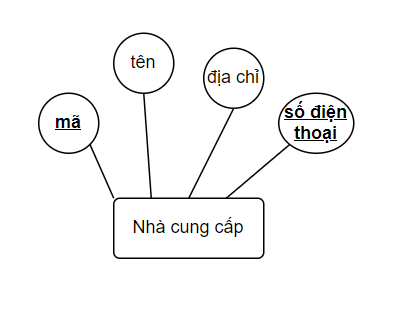 tên
địa chỉ
mã
số điện
thoại
Nhà cung cấp